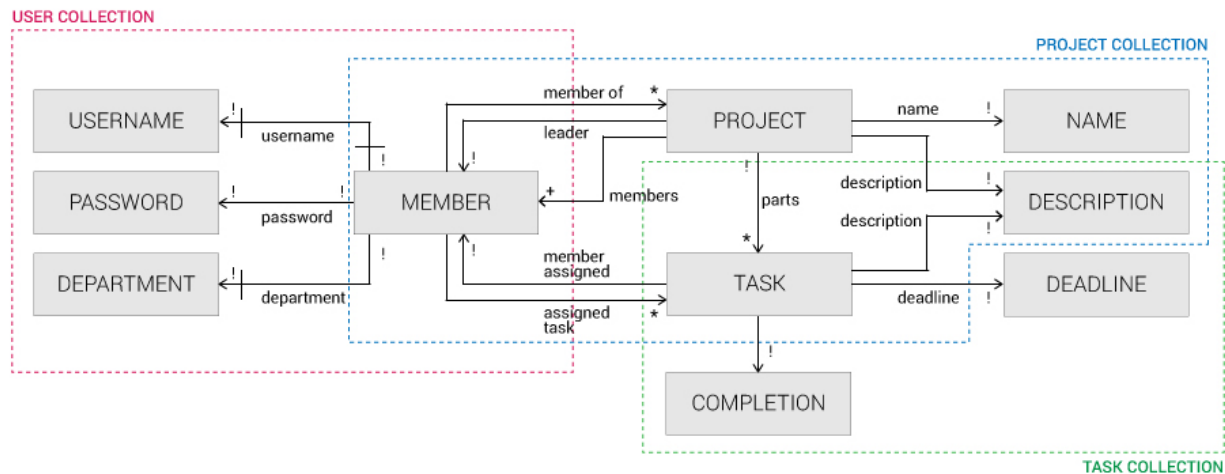 USER COLLECTION
PROJECT COLLECTION
USERNAME
!
username
!
member of
*
leader
!
PROJECT
name
!
NAME
PASSWORD
!
!
password
MEMBER
+
members
!
parts
*
description
!
description
!
DESCRIPTION
DEPARTMENT
!
!
department
!
member
assigned
assigned
task
*
TASK
deadline
!
DEADLINE
!
COMPLETION
TASK COLLECTION